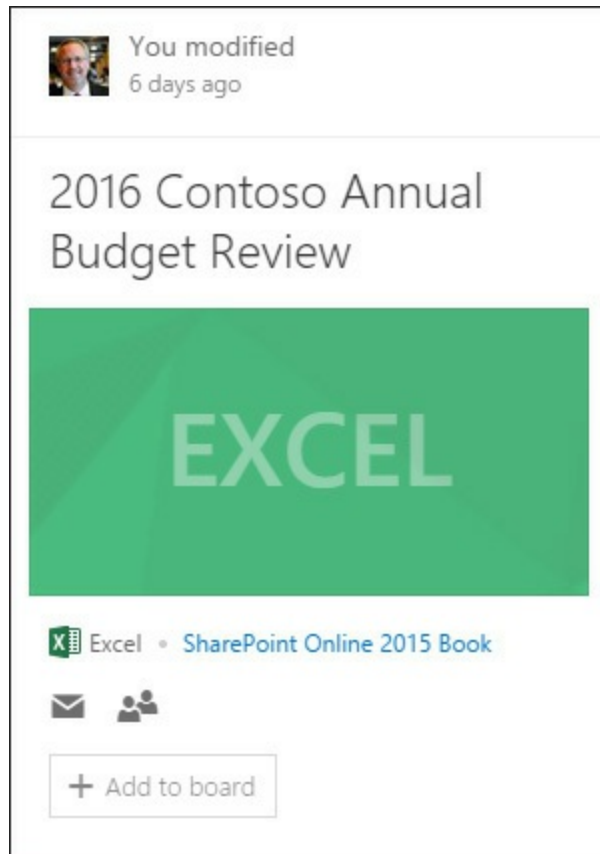 You modified
6 days ago
2016 Contoso Annual
Budget Review
EXCEL
Excel • SharePoint Online 2015 Book
+ Add to board